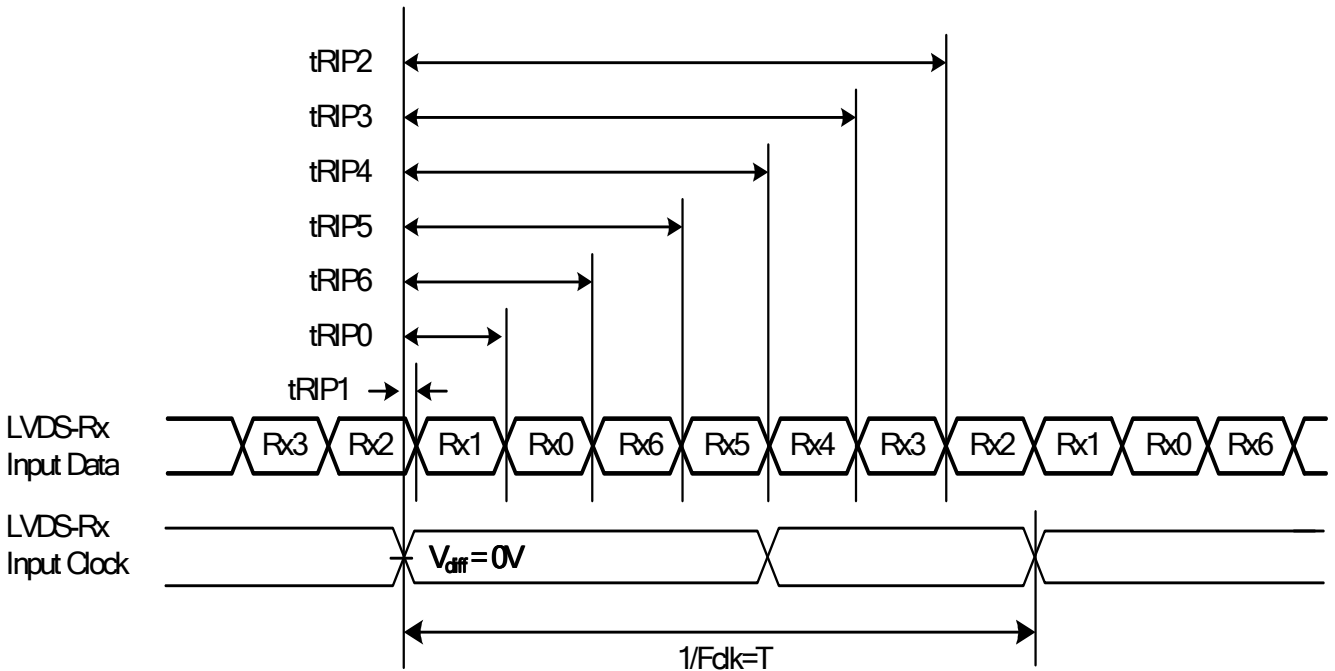 tRIP2
tRIP3
tRIP4
tRIP5
tRIP6
tRIP0
tRIP1
LVDS-Rx
Input Data
Rx3 Rx2 Rx1 Rx0 Rx6 Rx5 Rx4 Rx3 Rx2 Rx1 Rx0 Rx6
LVDS-Rx
Input Clock
Vdiff = 0V
1/Fclk=T